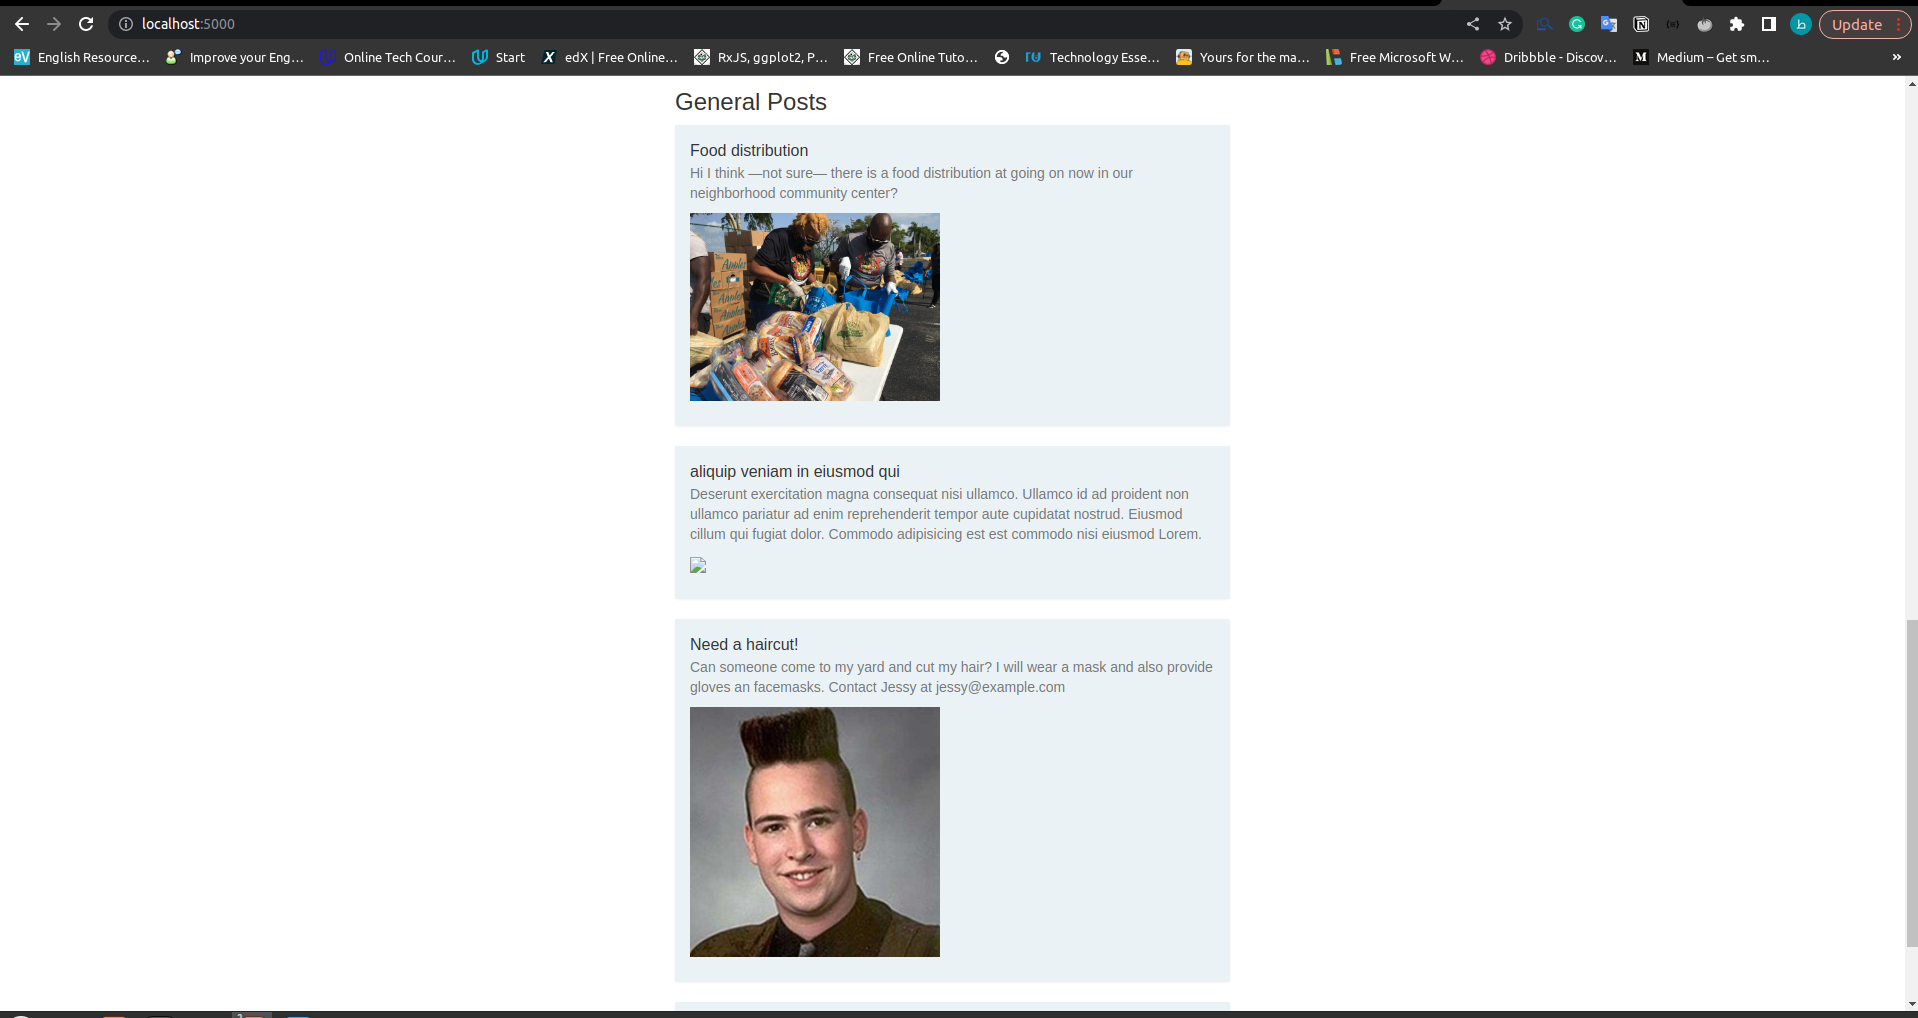 localhost:5000
Update
English Resource... Improve your Eng... Online Tech Cour... Start edX | Free Online... RxJS, ggplot2, P... Free Online Tuto... Technology Esse... Yours for the ma... Free Microsoft W... Dribbble - Discov... Medium – Get sm... »
General Posts
Food distribution
Hi I think —not sure— there is a food distribution at going on now in our
neighborhood community center?
Apples
Apples
Apples
aliquip veniam in eiusmod qui
Deserunt exercitation magna consequat nisi ullamco. Ullamco id ad proident non
ullamco pariatur ad enim reprehenderit tempor aute cupidatat nostrud. Eiusmod
cillum qui fugiat dolor. Commodo adipisicing est est commodo nisi eiusmod Lorem.
Need a haircut!
Can someone come to my yard and cut my hair? I will wear a mask and also provide
gloves an facemasks. Contact Jessy at jessy@example.com